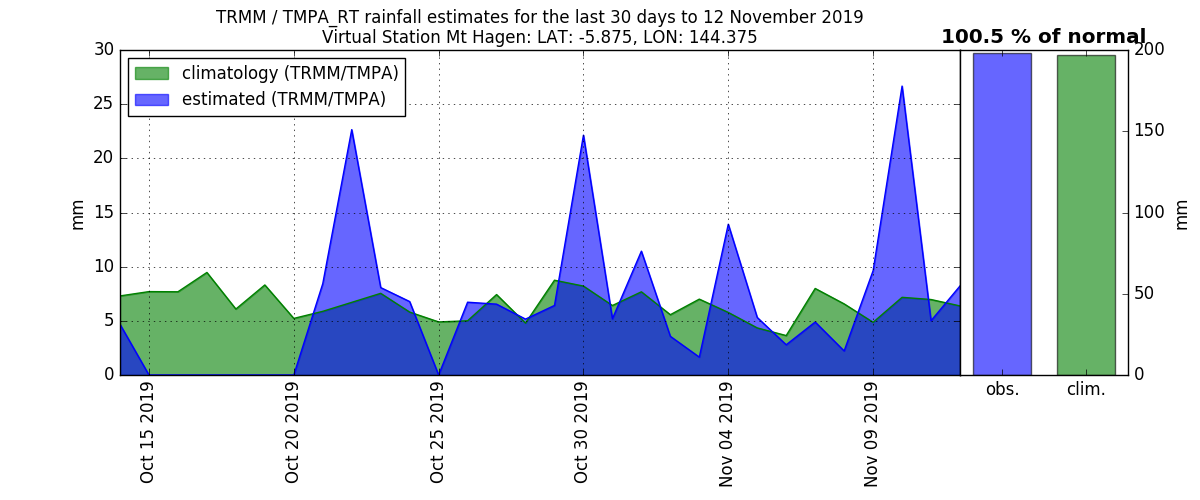 TRMM / TMPA_RT rainfall estimates for the last 30 days to 12 November 2019
Virtual Station Mt Hagen: LAT: -5.875, LON: 144.375
100.5 % of normal
climatology (TRMM/TMPA)
estimated (TRMM/TMPA)
30
25
20
15
10
5
0
mm
Oct 15 2019
Oct 20 2019
Oct 25 2019
Oct 30 2019
Nov 04 2019
Nov 09 2019
obs.
clim.
200
150
100
50
0
mm